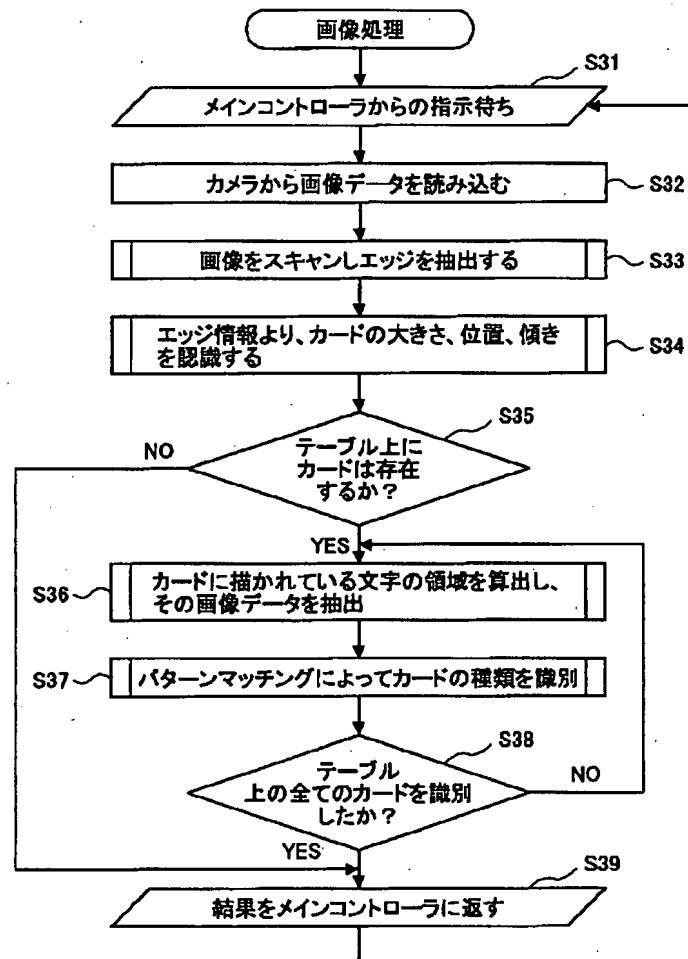 画像処理
S31
メインコントローラからの指示待ち
カメラから画像データを読み込む
S32
画像をスキャンしエッジを抽出する
S33
エッジ情報より、カードの大きさ、位置、傾き
を認識する
S34
S35
NO
テーブル上に
カードは存在
するか？
YES
S36
カードに描かれている文字の領域を算出し、
その画像データを抽出
S37
パターンマッチングによってカードの種類を識別
S38
テーブル
上の全てのカードを識別
したか？
NO
YES
S39
結果をメインコントローラに返す